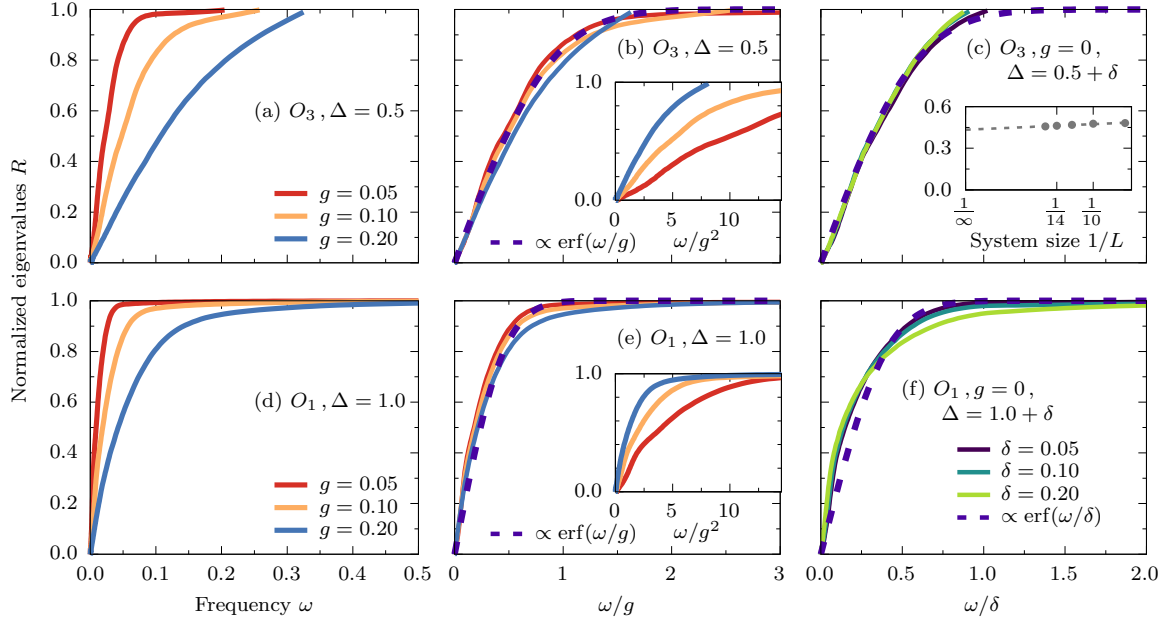 Normalized eigenvalues R
1.0
0.8
0.6
0.4
0.2
0.0
(a) O₃ , Δ = 0.5
g = 0.05
g = 0.10
g = 0.20
(b) O₃ , Δ = 0.5
1.0
0.0
0 5 10
ω/g²
∝ erf(ω/g)
(c) O₃ , g = 0 ,
Δ = 0.5 + δ
0.6
0.3
0.0
1/∞ 1/14 1/10
System size 1/L
1.0
0.8
0.6
0.4
0.2
0.0
(d) O₁ , Δ = 1.0
g = 0.05
g = 0.10
g = 0.20
0.0 0.1 0.2 0.3 0.4 0.5
Frequency ω
(e) O₁ , Δ = 1.0
1.0
0.0
0 5 10
ω/g²
∝ erf(ω/g)
0 1 2 3
ω/g
(f) O₁ , g = 0 ,
Δ = 1.0 + δ
δ = 0.05
δ = 0.10
δ = 0.20
∝ erf(ω/δ)
0.0 0.5 1.0 1.5 2.0
ω/δ